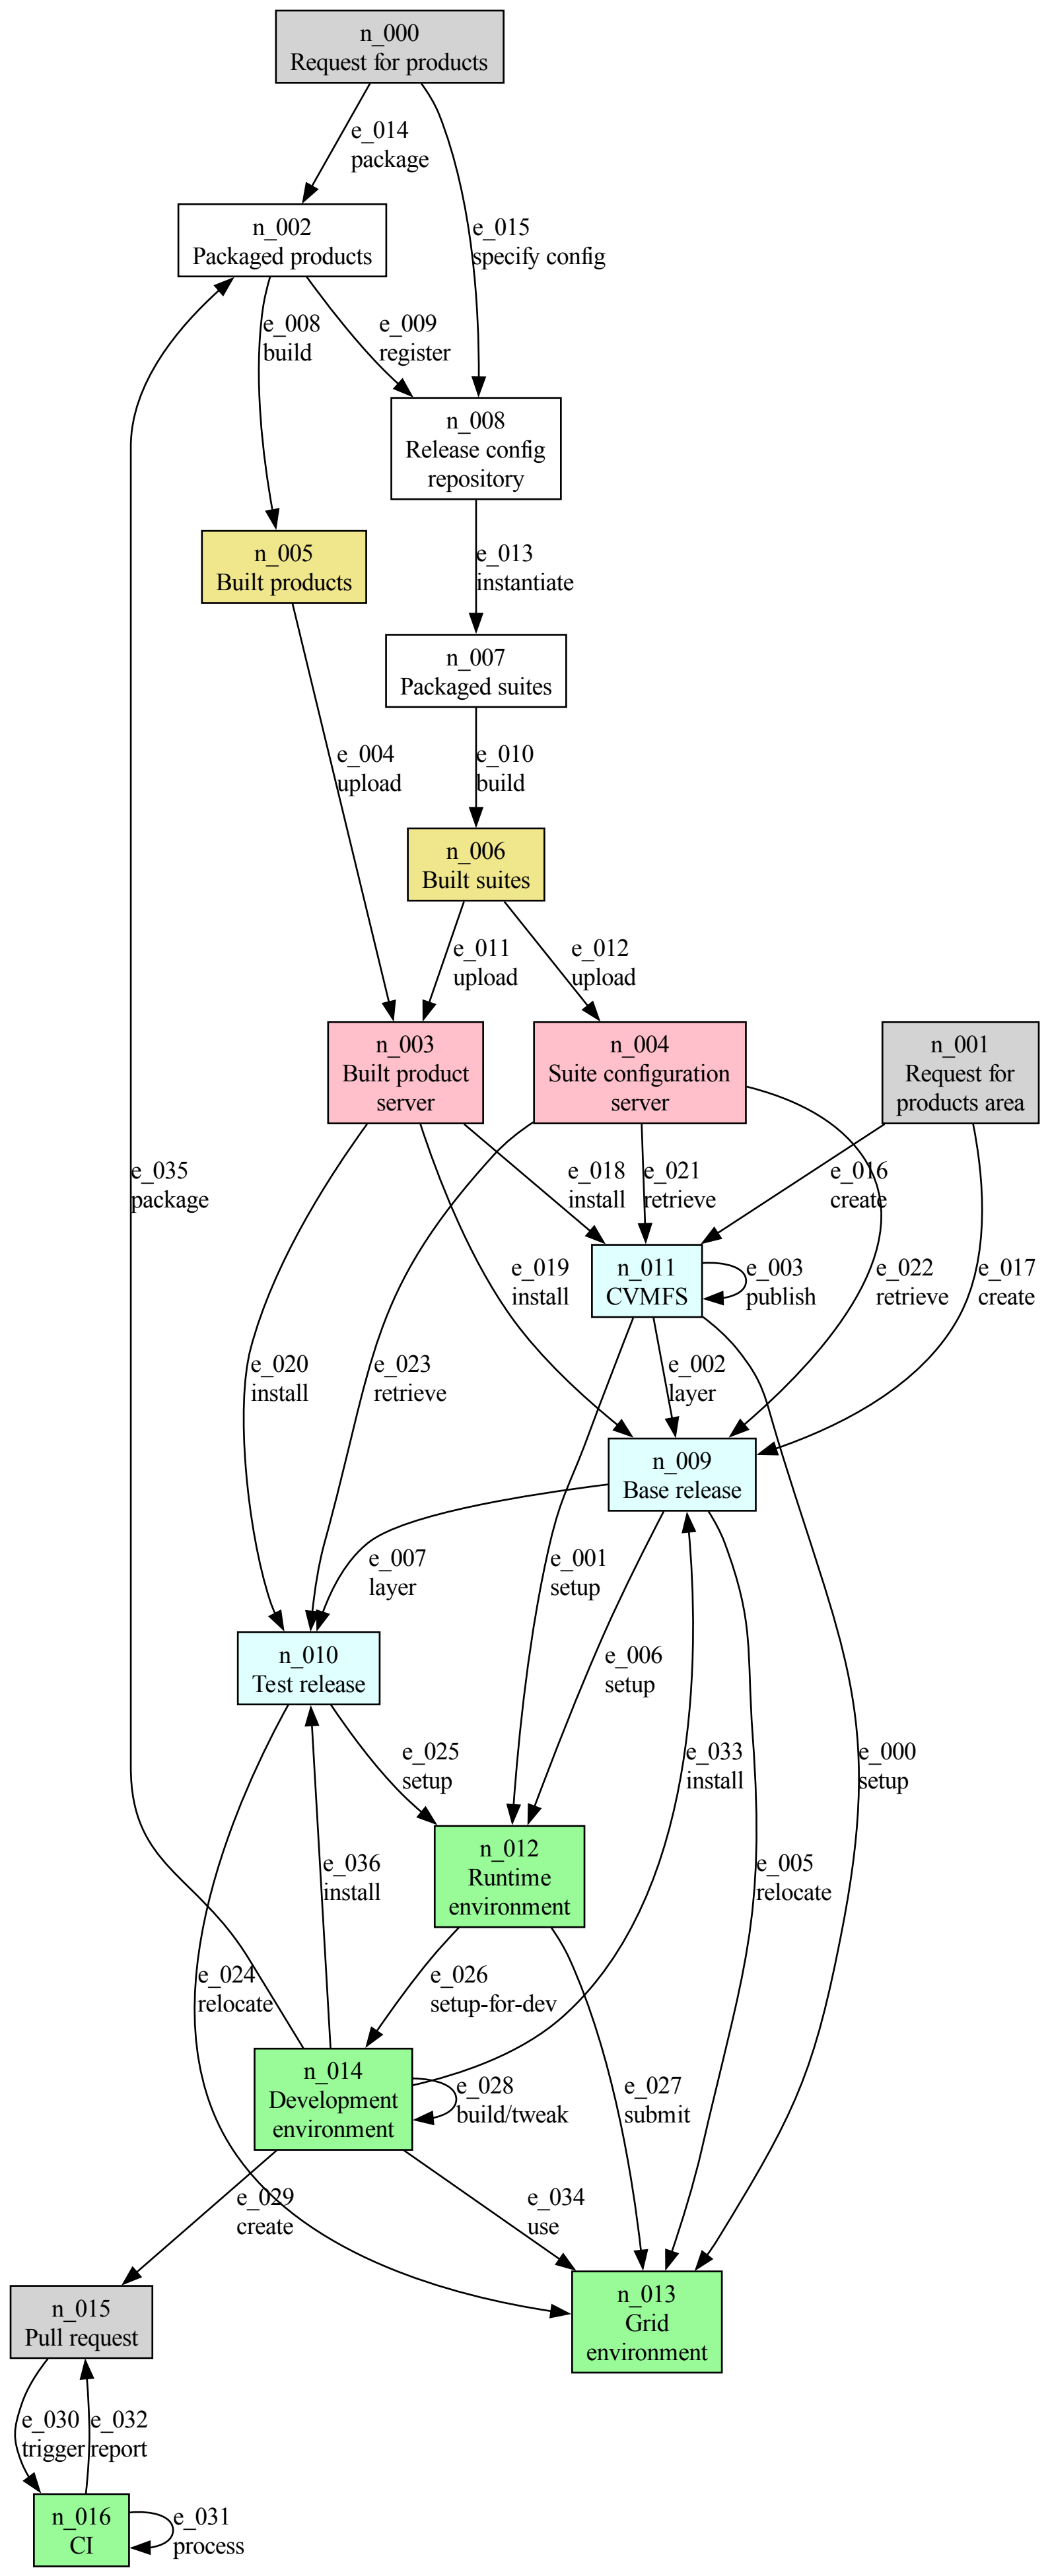 n_000
Request for products
e_014
package
n_002
Packaged products
e_015
specify config
e_008
build
e_009
register
n_008
Release config
repository
n_005
Built products
e_013
instantiate
n_007
Packaged suites
e_004
upload
e_010
build
n_006
Built suites
e_011
upload
e_012
upload
n_003
Built product
server
n_004
Suite configuration
server
n_001
Request for
products area
e_035
package
e_018
install
e_021
retrieve
e_016
create
e_019
install
n_011
CVMFS
e_003
publish
e_022
retrieve
e_017
create
e_020
install
e_023
retrieve
e_002
layer
n_009
Base release
e_007
layer
e_001
setup
n_010
Test release
e_006
setup
e_025
setup
e_033
install
e_000
setup
n_012
Runtime
environment
e_036
install
e_005
relocate
e_024
relocate
e_026
setup-for-dev
n_014
Development
environment
e_028
build/tweak
e_027
submit
e_029
create
e_034
use
n_015
Pull request
n_013
Grid
environment
e_030
trigger
e_032
report
n_016
CI
e_031
process